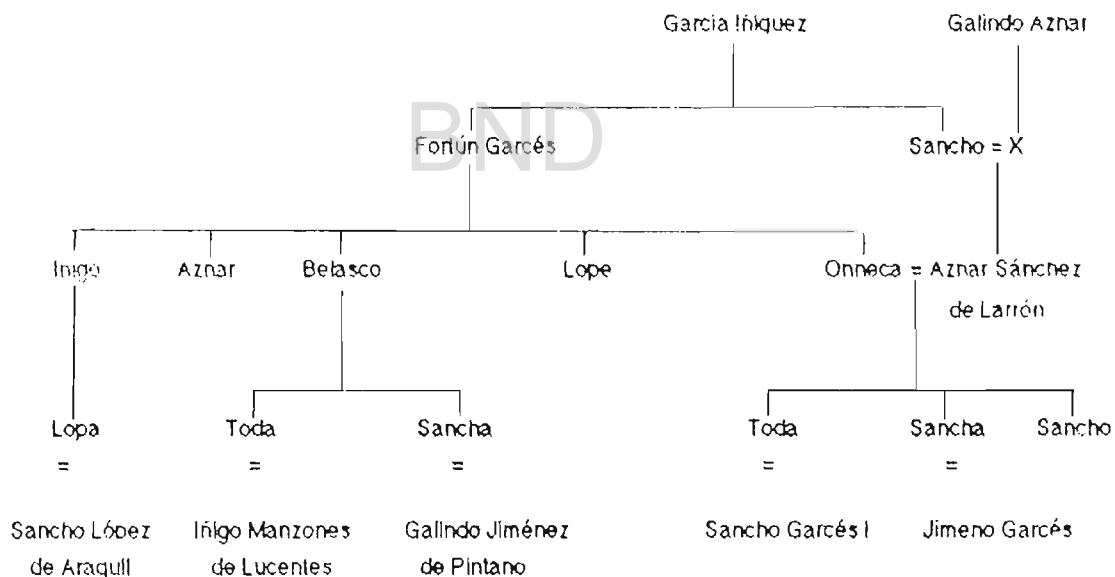 García Iñiquez Galindo Aznar
BND
Fortún Garcés Sancho = X
Iñigo Aznar Belasco Lope Onneca = Aznar Sánchez
de Larrón
Lopa Toda Sancha Toda Sancha Sancho
= = = = =
Sancho López Iñigo Manzones Galindo Jiménez Sancho Garcés I Jimeno Garcés
de Araquil de Lucentes de Pintano